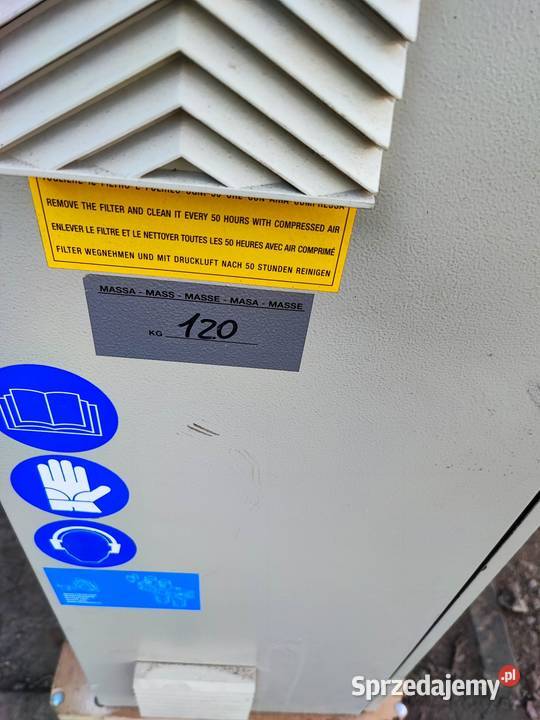 REMOVE THE FILTER AND CLEAN IT EVERY 50 HOURS WITH COMPRESSED AIR
ENLEVER LE FILTRE ET LE NETTOYER TOUTES LES 50 HEURES AVEC AIR COMPRIMÉ
FILTER WEGNEHMEN UND MIT DRUCKLUFT NACH 50 STUNDEN REINIGEN
MASSA - MASS - MASSE - MASA - MASSE
KG 120
Sprzedajemy.pl